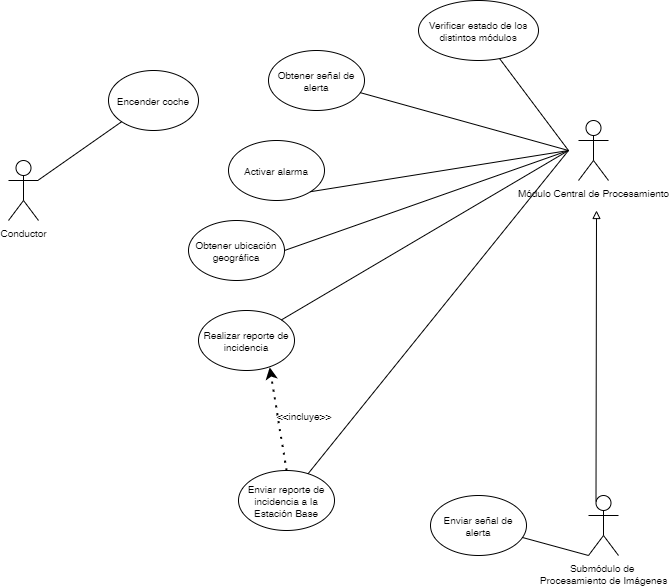 Verificar estado de los
distintos módulos
Obtener señal de
alerta
Encender coche
Activar alarma
Módulo Central de Procesamiento
Conductor
Obtener ubicación
geográfica
Realizar reporte de
incidencia
<<incluye>>
Enviar reporte de
incidencia a la
Estación Base
Enviar señal de
alerta
Submódulo de
Procesamiento de Imágenes